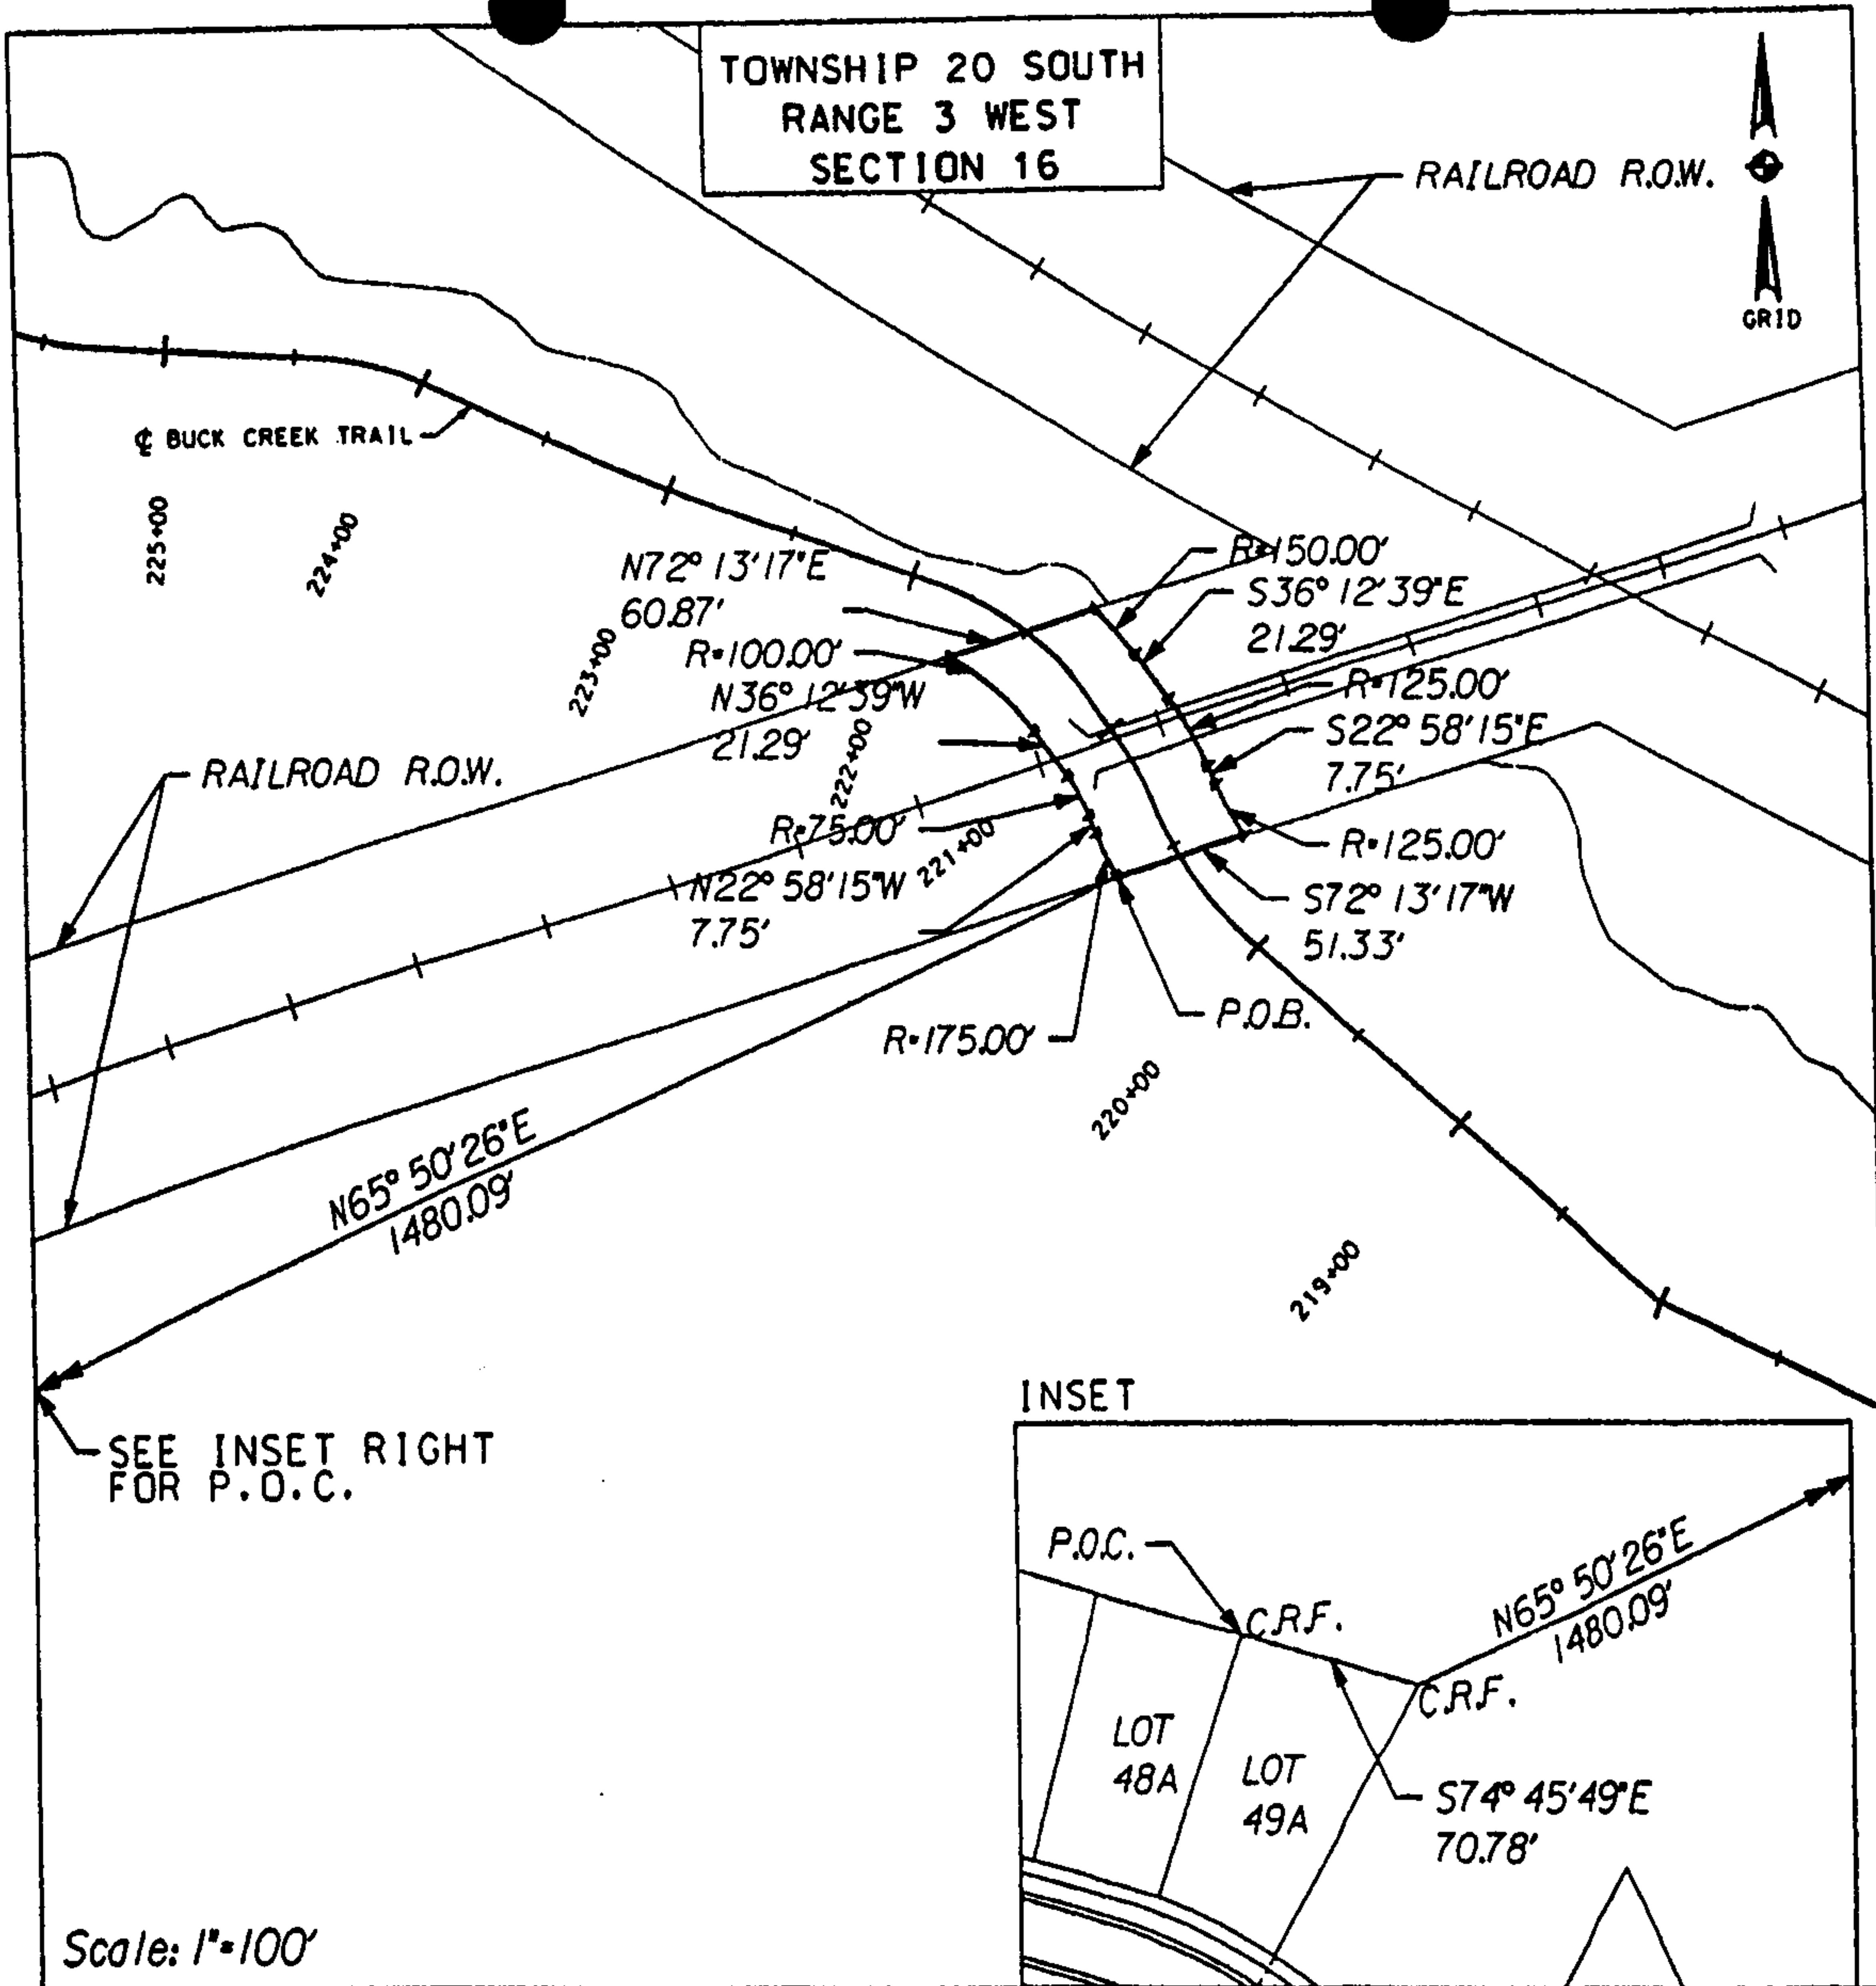 TOWNSHIP 20 SOUTH
RANGE 3 WEST
SECTION 16
RAILROAD R.O.W.
GRID
℄ BUCK CREEK TRAIL
225+00
224+00
223+00
222+00
221+00
220+00
219+00
N72° 13'17"E
60.87'
R=100.00'
N36° 12'39"W
21.29'
R=150.00'
S36° 12'39"E
21.29'
R=125.00'
S22° 58'15"E
7.75'
RAILROAD R.O.W.
R=75.00'
N22° 58'15"W
7.75'
R=125.00'
S72° 13'17"W
51.33'
P.O.B.
R=175.00'
N65° 50'26"E
1480.09'
SEE INSET RIGHT
FOR P.O.C.
INSET
P.O.C.
C.R.F.
N65° 50'26"E
1480.09'
C.R.F.
LOT
48A
LOT
49A
S74° 45'49"E
70.78'
Scale: 1"=100'